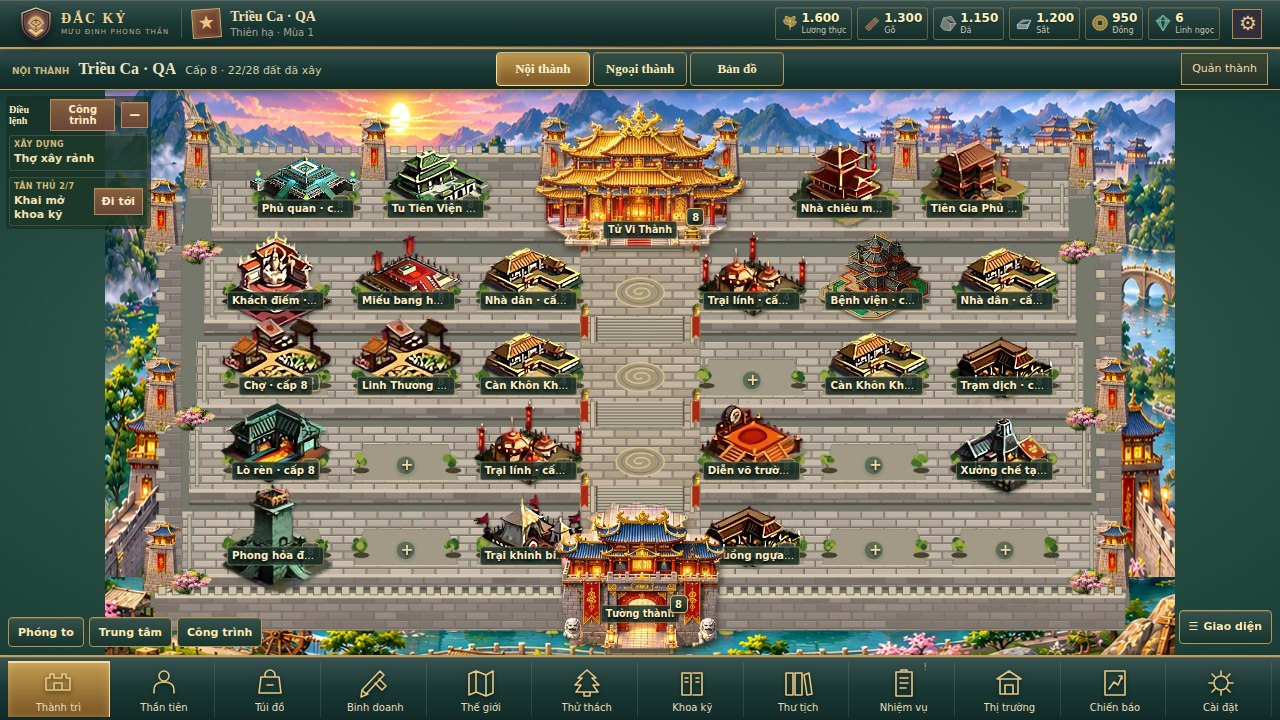 ĐẮC KỶ
MƯU ĐỊNH PHONG THẦN
Triều Ca · QA
Thiên hạ · Mùa 1
1.600
Lương thực
1.300
Gỗ
1.150
Đá
1.200
Sắt
950
Đồng
6
Linh ngọc
NỘI THÀNH Triều Ca · QA Cấp 8 · 22/28 đất đã xây
Nội thành
Ngoại thành
Bản đồ
Quản thành
Điều lệnh
Công trình
−
XÂY DỰNG
Thợ xây rảnh
TÂN THỦ 2/7
Khai mở khoa kỹ
Đi tới
Phủ quan · c...
Tu Tiên Viện ...
8
Tử Vi Thành
Nhà chiêu m...
Tiên Gia Phủ ...
Khách điếm ·...
Miếu bang h...
Nhà dân · cấ...
Trại lính · cấ...
Bệnh viện · c...
Nhà dân · cấ...
Chợ · cấp 8
Linh Thương ...
Càn Khôn Kh...
+
Càn Khôn Kh...
Trạm dịch · c...
Lò rèn · cấp 8
+
Trại lính · cấ...
Diễn võ trườ...
+
Xưởng chế tạ...
Phong hỏa đ...
+
Trại khinh bi...
uồng ngựa...
+
+
8
Tường thành
Phóng to
Trung tâm
Công trình
☰ Giao diện
Thành trì
Thần tiên
Túi đồ
Binh doanh
Thế giới
Thử thách
Khoa kỹ
Thư tịch
!
Nhiệm vụ
Thị trường
Chiến báo
Cài đặt